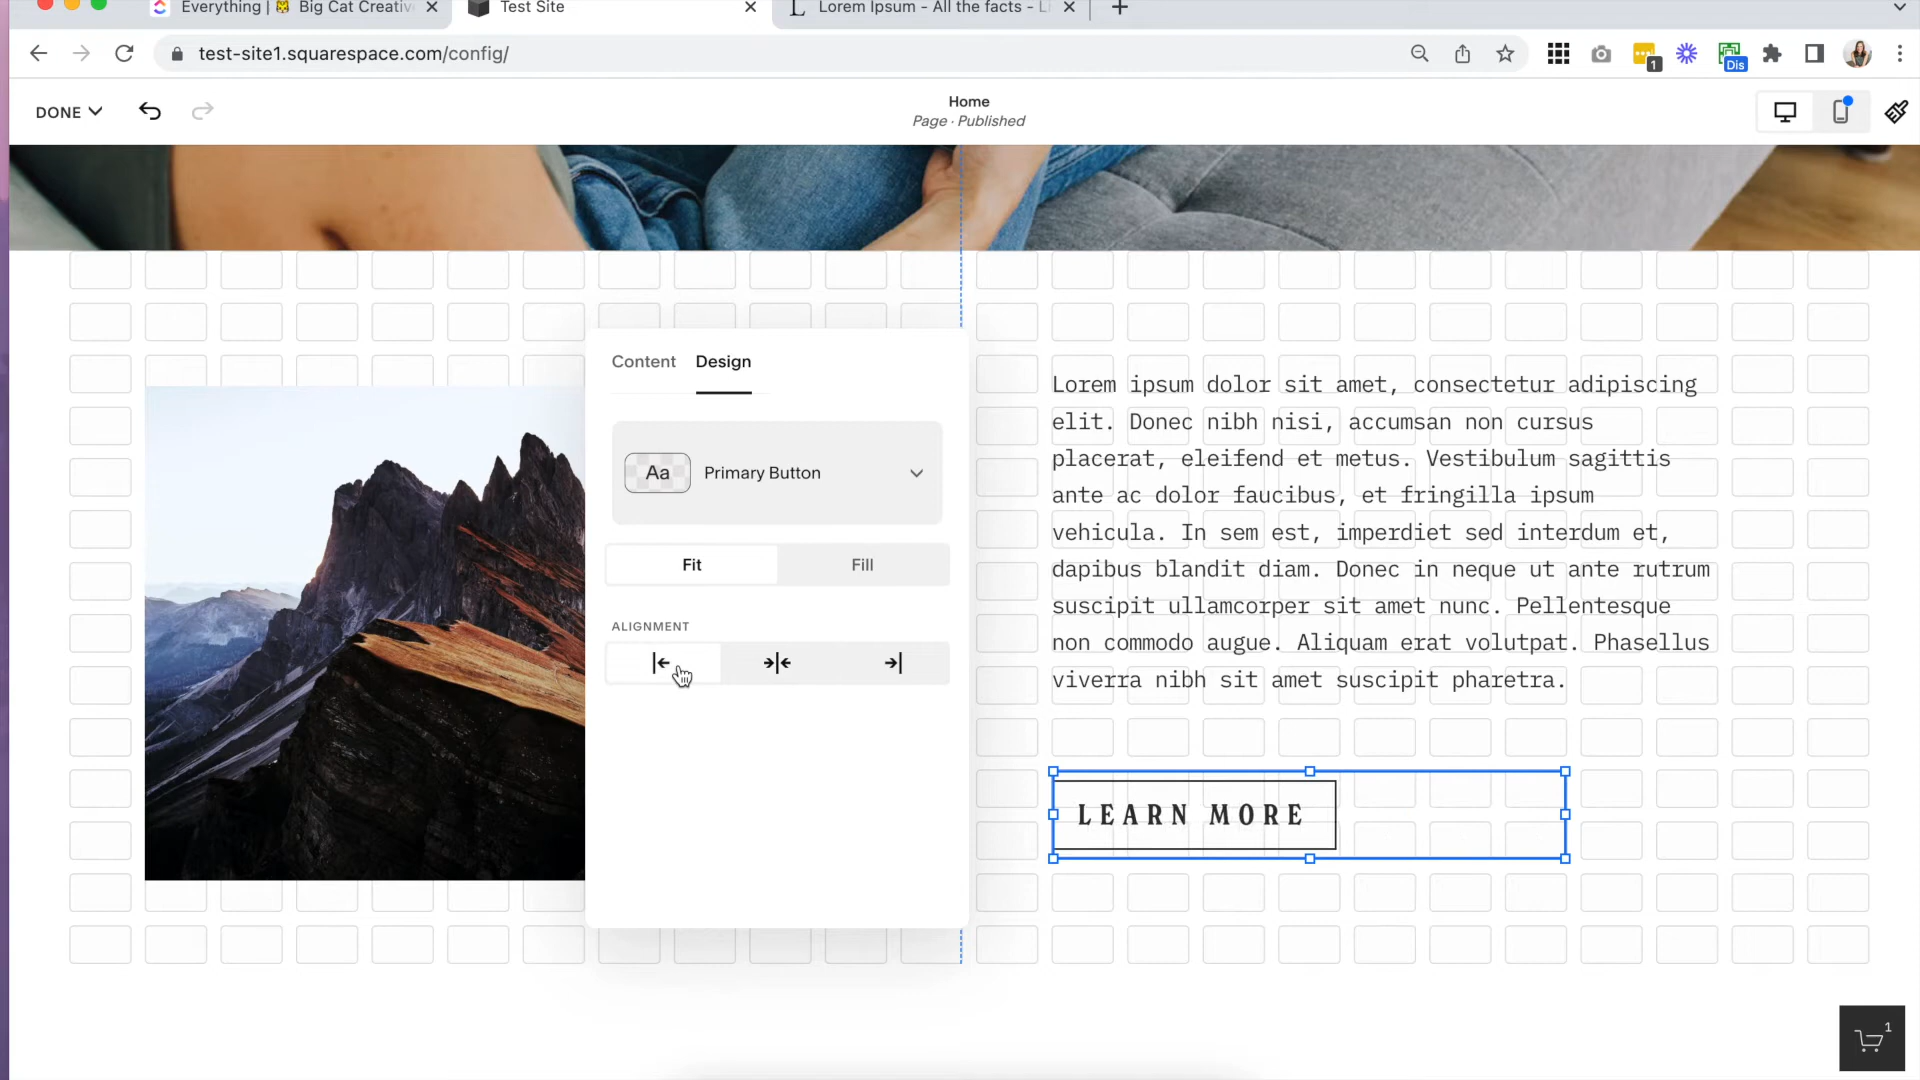 Everything | Big Cat Creativ
Test Site
Lorem Ipsum - All the facts - Li
test-site1.squarespace.com/config/
1
Dis
DONE
Home
Page · Published
Content
Design
Aa
Primary Button
Fit
Fill
ALIGNMENT
Lorem ipsum dolor sit amet, consectetur adipiscing
elit. Donec nibh nisi, accumsan non cursus
placerat, eleifend et metus. Vestibulum sagittis
ante ac dolor faucibus, et fringilla ipsum
vehicula. In sem est, imperdiet sed interdum et,
dapibus blandit diam. Donec in neque ut ante rutrum
suscipit ullamcorper sit amet nunc. Pellentesque
non commodo augue. Aliquam erat volutpat. Phasellus
viverra nibh sit amet suscipit pharetra.
LEARN MORE
1